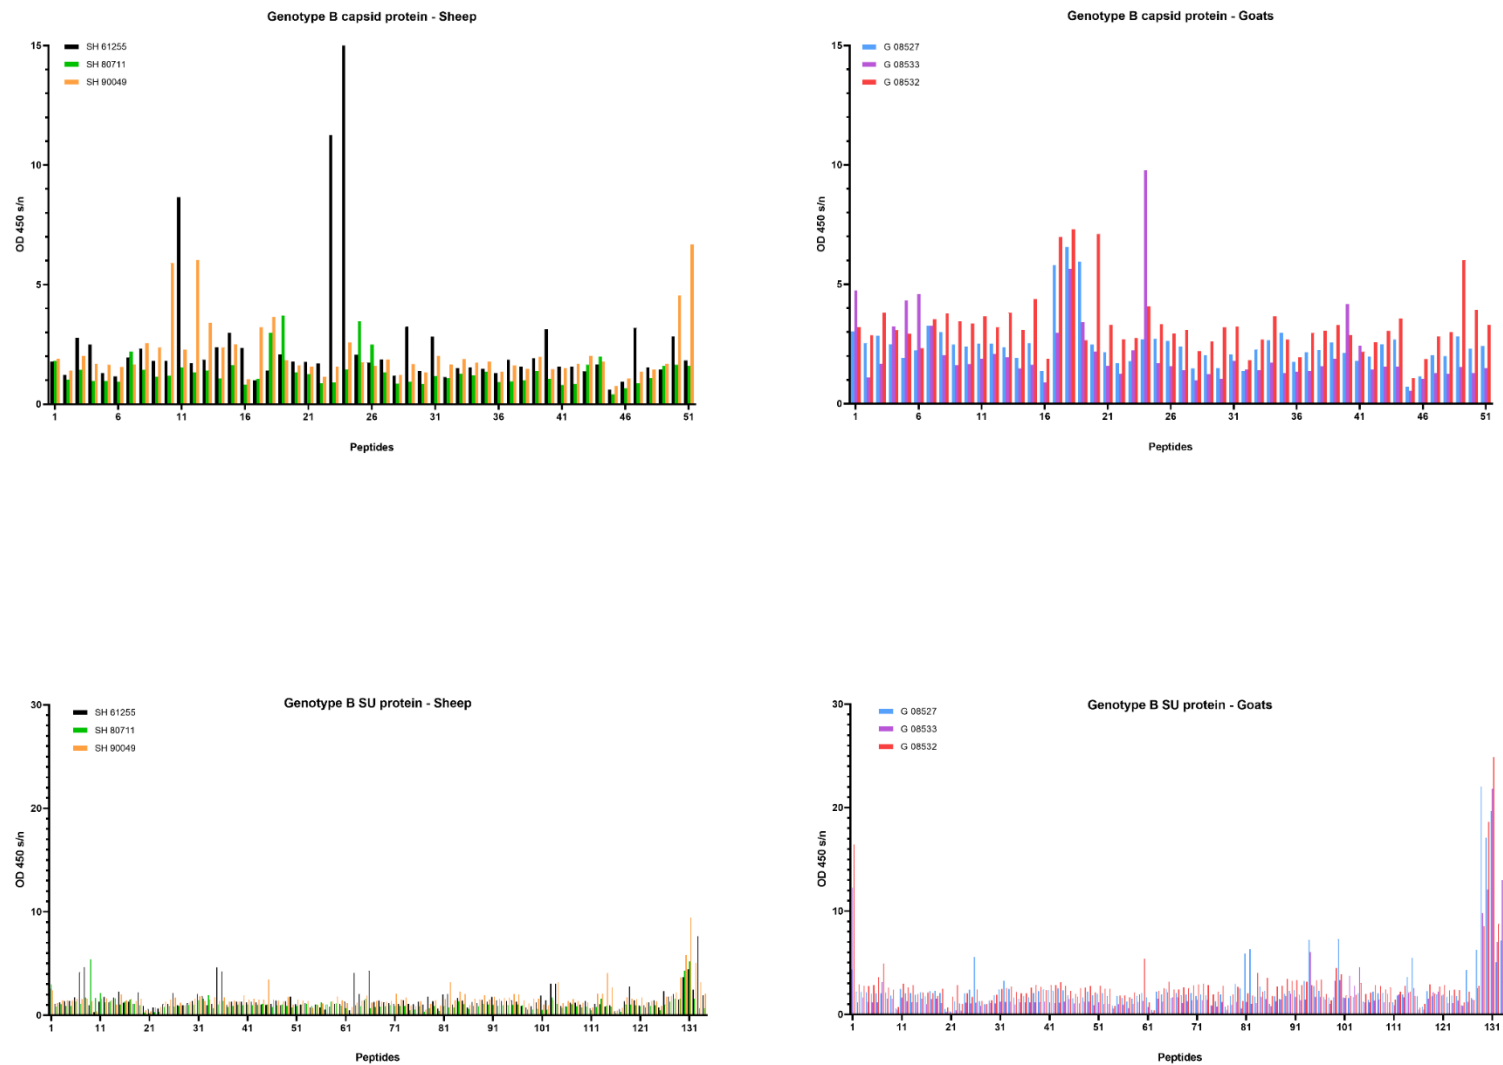 Genotype B capsid protein - Sheep
SH 61255
SH 80711
SH 90049
OD 450 s/n
15
10
5
0
1 6 11 16 21 26 31 36 41 46 51
Peptides
Genotype B capsid protein - Goats
G 08527
G 08533
G 08532
OD 450 s/n
15
10
5
0
1 6 11 16 21 26 31 36 41 46 51
Peptides
Genotype B SU protein - Sheep
SH 61255
SH 80711
SH 90049
OD 450 s/n
30
20
10
0
1 11 21 31 41 51 61 71 81 91 101 111 121 131
Peptides
Genotype B SU protein - Goats
G 08527
G 08533
G 08532
OD 450 s/n
30
20
10
0
1 11 21 31 41 51 61 71 81 91 101 111 121 131
Peptides